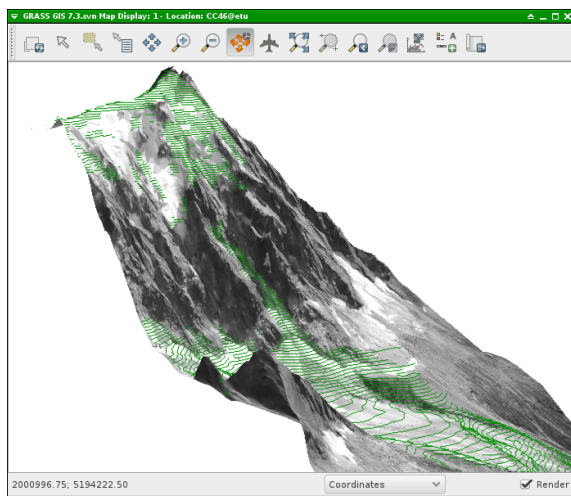 GRASS GIS 7.3.svn Map Display: 1 - Location: CC46@etu
2000996.75; 5194222.50
Coordinates
Render